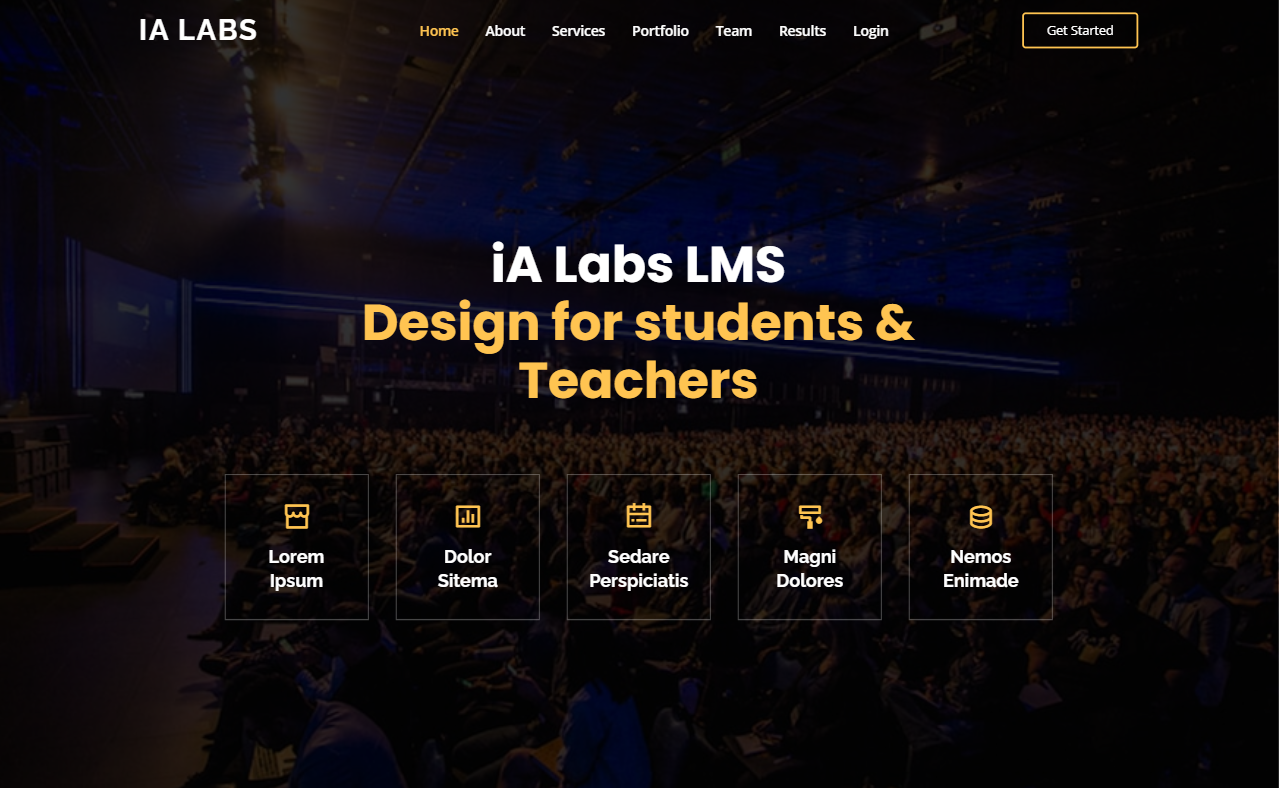 IA LABS
Home About Services Portfolio Team Results Login
Get Started
iA Labs LMS
Design for students &
Teachers
Lorem
Ipsum
Dolor
Sitema
Sedare
Perspiciatis
Magni
Dolores
Nemos
Enimade